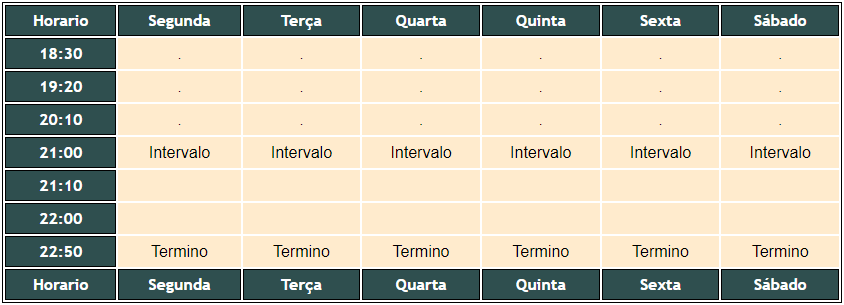 Horario Segunda Terça Quarta Quinta Sexta Sábado
18:30 . . . . . .
19:20 . . . . . .
20:10 . . . . . .
21:00 Intervalo Intervalo Intervalo Intervalo Intervalo Intervalo
21:10
22:00
22:50 Termino Termino Termino Termino Termino Termino
Horario Segunda Terça Quarta Quinta Sexta Sábado